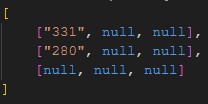 [
["331", null, null],
["280", null, null],
[null, null, null]
]